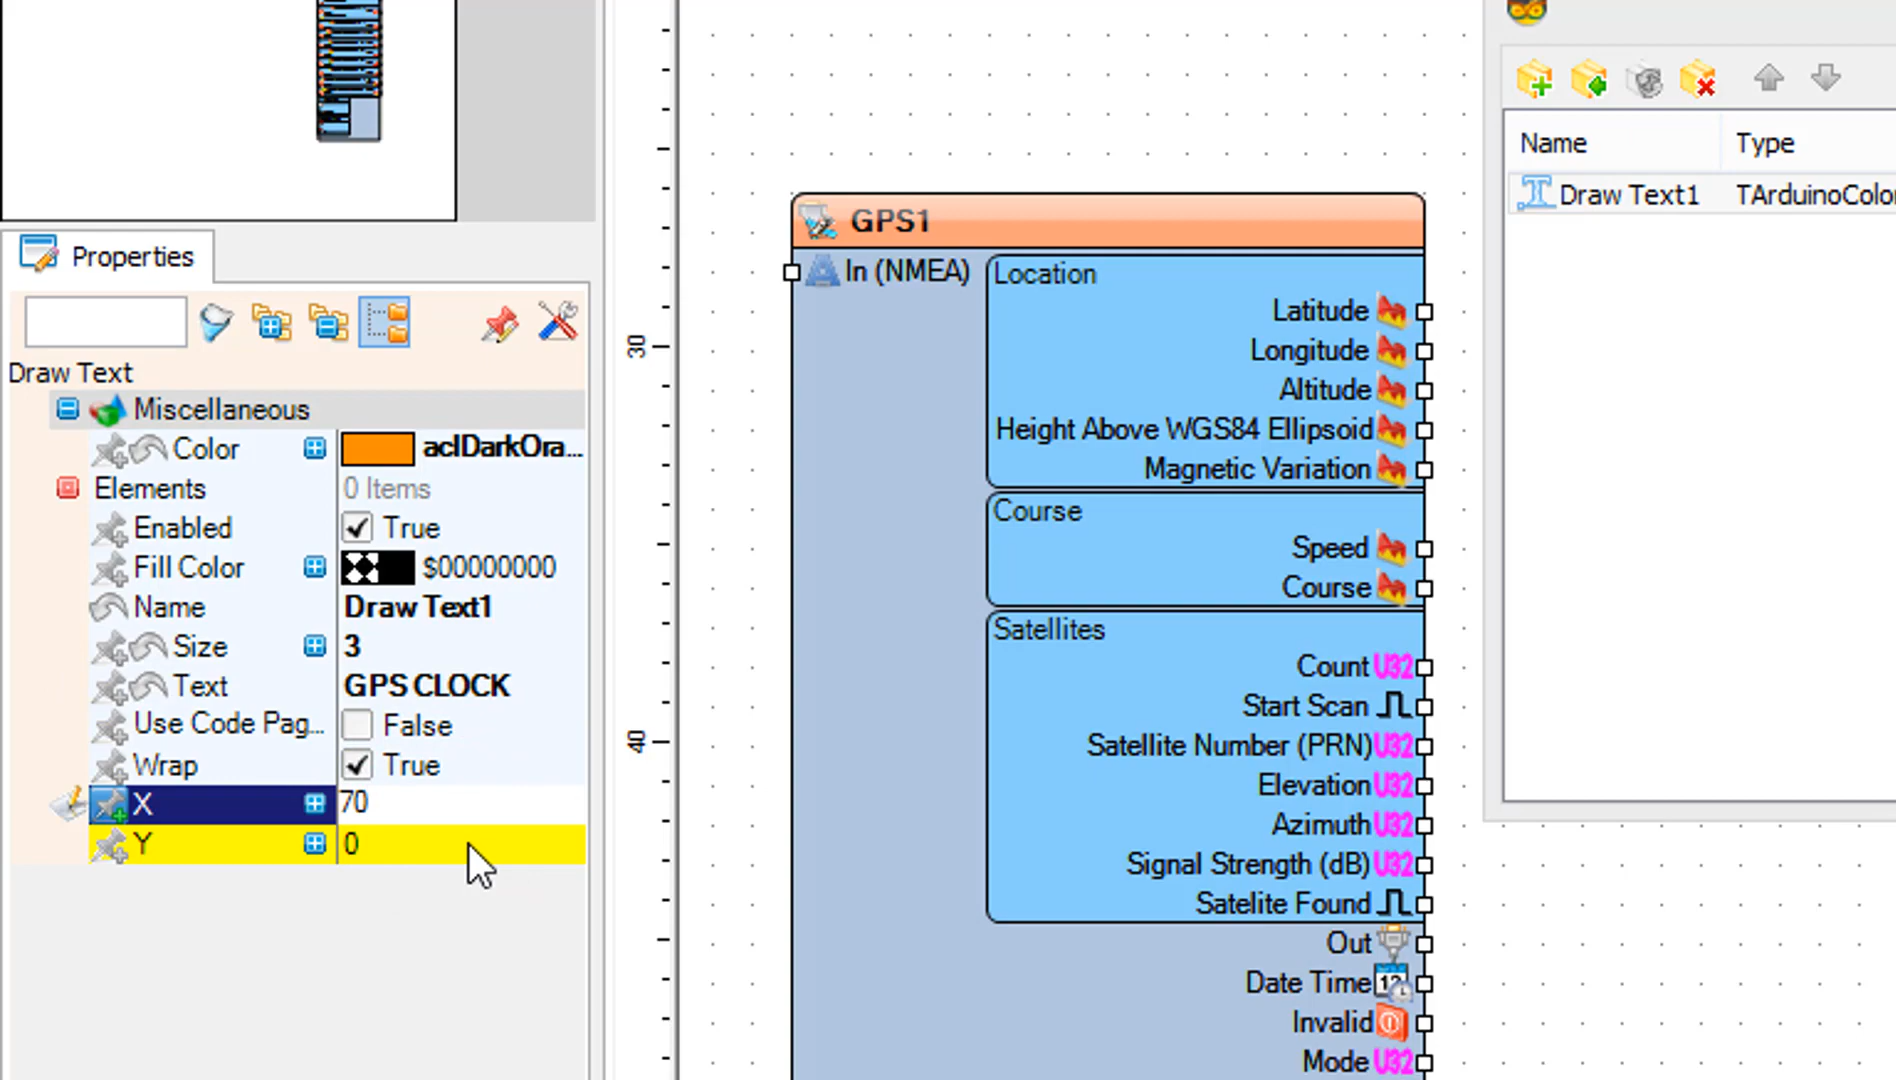 Properties
Draw Text
Miscellaneous
Color aclDarkOra...
Elements 0 Items
Enabled True
Fill Color $00000000
Name Draw Text1
Size 3
Text GPS CLOCK
Use Code Pag... False
Wrap True
X 70
Y 0
30
40
GPS1
In (NMEA)
Location
Latitude
Longitude
Altitude
Height Above WGS84 Ellipsoid
Magnetic Variation
Course
Speed
Course
Satellites
Count U32
Start Scan
Satellite Number (PRN) U32
Elevation U32
Azimuth U32
Signal Strength (dB) U32
Satelite Found
Out
Date Time 12
Invalid
Mode U32
Name Type
Draw Text1 TArduinoColo